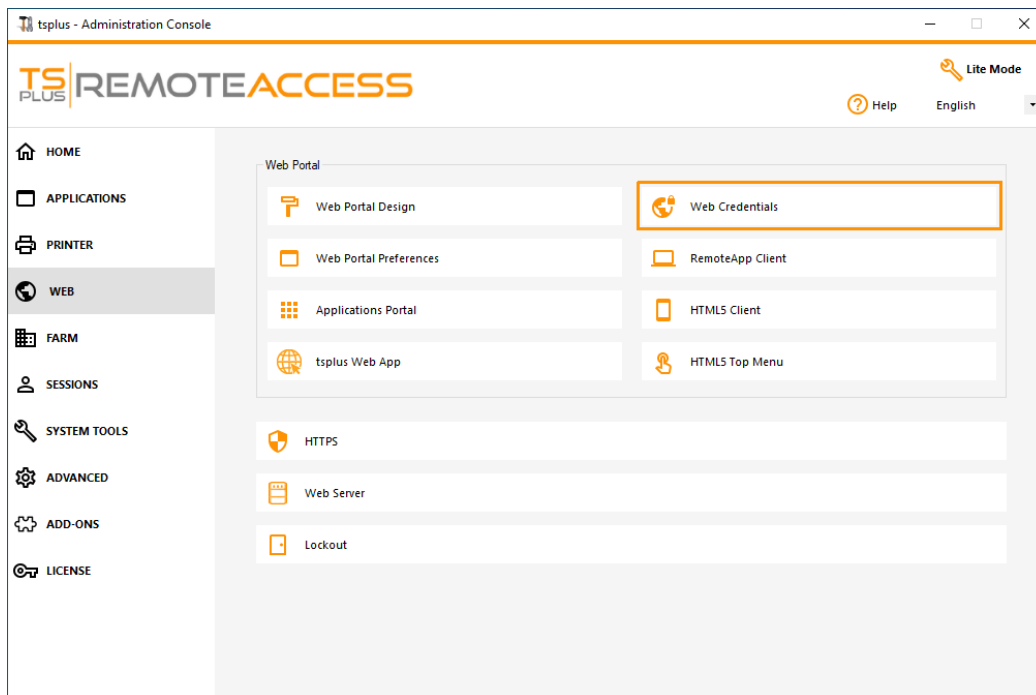 tsplus - Administration Console
TS PLUS REMOTEACCESS
Lite Mode
Help
English
HOME
APPLICATIONS
PRINTER
WEB
FARM
SESSIONS
SYSTEM TOOLS
ADVANCED
ADD-ONS
LICENSE
Web Portal
Web Portal Design
Web Credentials
Web Portal Preferences
RemoteApp Client
Applications Portal
HTML5 Client
tsplus Web App
HTML5 Top Menu
HTTPS
Web Server
Lockout